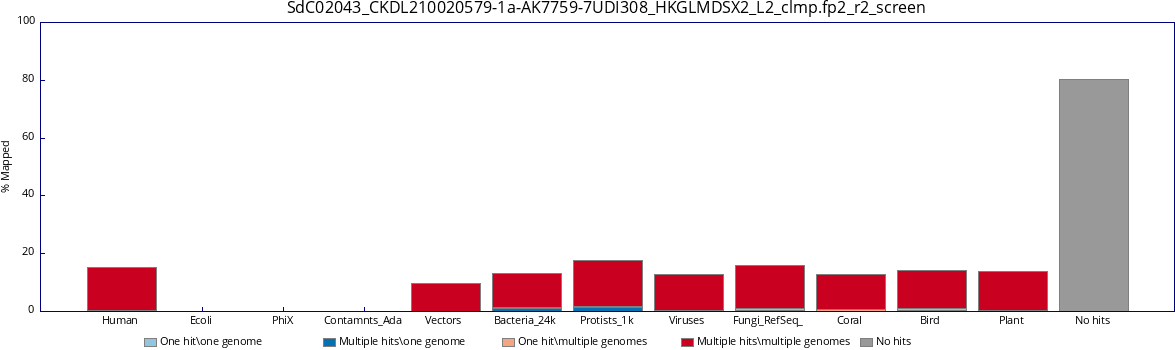 SdC02043_CKDL210020579-1a-AK7759-7UDI308_HKGLMDSX2_L2_clmp.fp2_r2_screen
100
80
60
40
20
0
% Mapped
Human Ecoli PhiX Contamnts_Ada Vectors Bacteria_24k Protists_1k Viruses Fungi_RefSeq_ Coral Bird Plant No hits
One hit\one genome Multiple hits\one genome One hit\multiple genomes Multiple hits\multiple genomes No hits